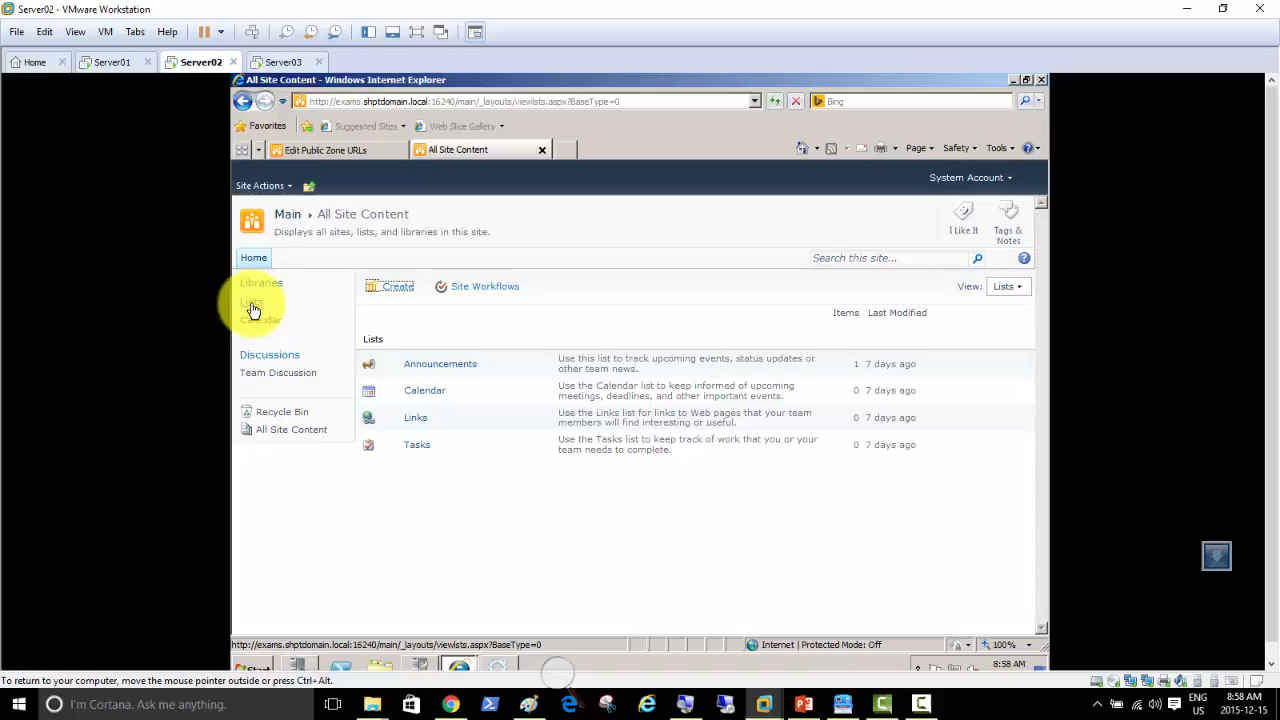 Server02 - VMware Workstation
File Edit View VM Tabs Help
Home Server01 Server02 Server03
All Site Content - Windows Internet Explorer
http://exams.shptdomain.local:16240/main/_layouts/viewlsts.aspx?BaseType=0 Bing
Favorites Suggested Sites Web Slice Gallery
Edit Public Zone URLs All Site Content Page Safety Tools
Site Actions System Account
Main All Site Content
Displays all sites, lists, and libraries in this site.
I Like It Tags & Notes
Home Search this site...
Libraries
Lists
Calendar
Discussions
Team Discussion
Recycle Bin
All Site Content
Create Site Workflows View: Lists
Items Last Modified
Lists
Announcements Use this list to track upcoming events, status updates or 1 7 days ago
other team news.
Calendar Use the Calendar list to keep informed of upcoming 0 7 days ago
meetings, deadlines, and other important events.
Links Use the Links list for links to Web pages that your team 0 7 days ago
members will find interesting or useful.
Tasks Use the Tasks list to keep track of work that you or your 0 7 days ago
team needs to complete.
http://exams.shptdomain.local:16240/main/_layouts/viewlsts.aspx?BaseType=0 Internet | Protected Mode: Off 100%
Start 8:58 AM
To return to your computer, move the mouse pointer outside or press Ctrl+Alt.
I'm Cortana. Ask me anything. ENG 8:58 AM
US 2015-12-15